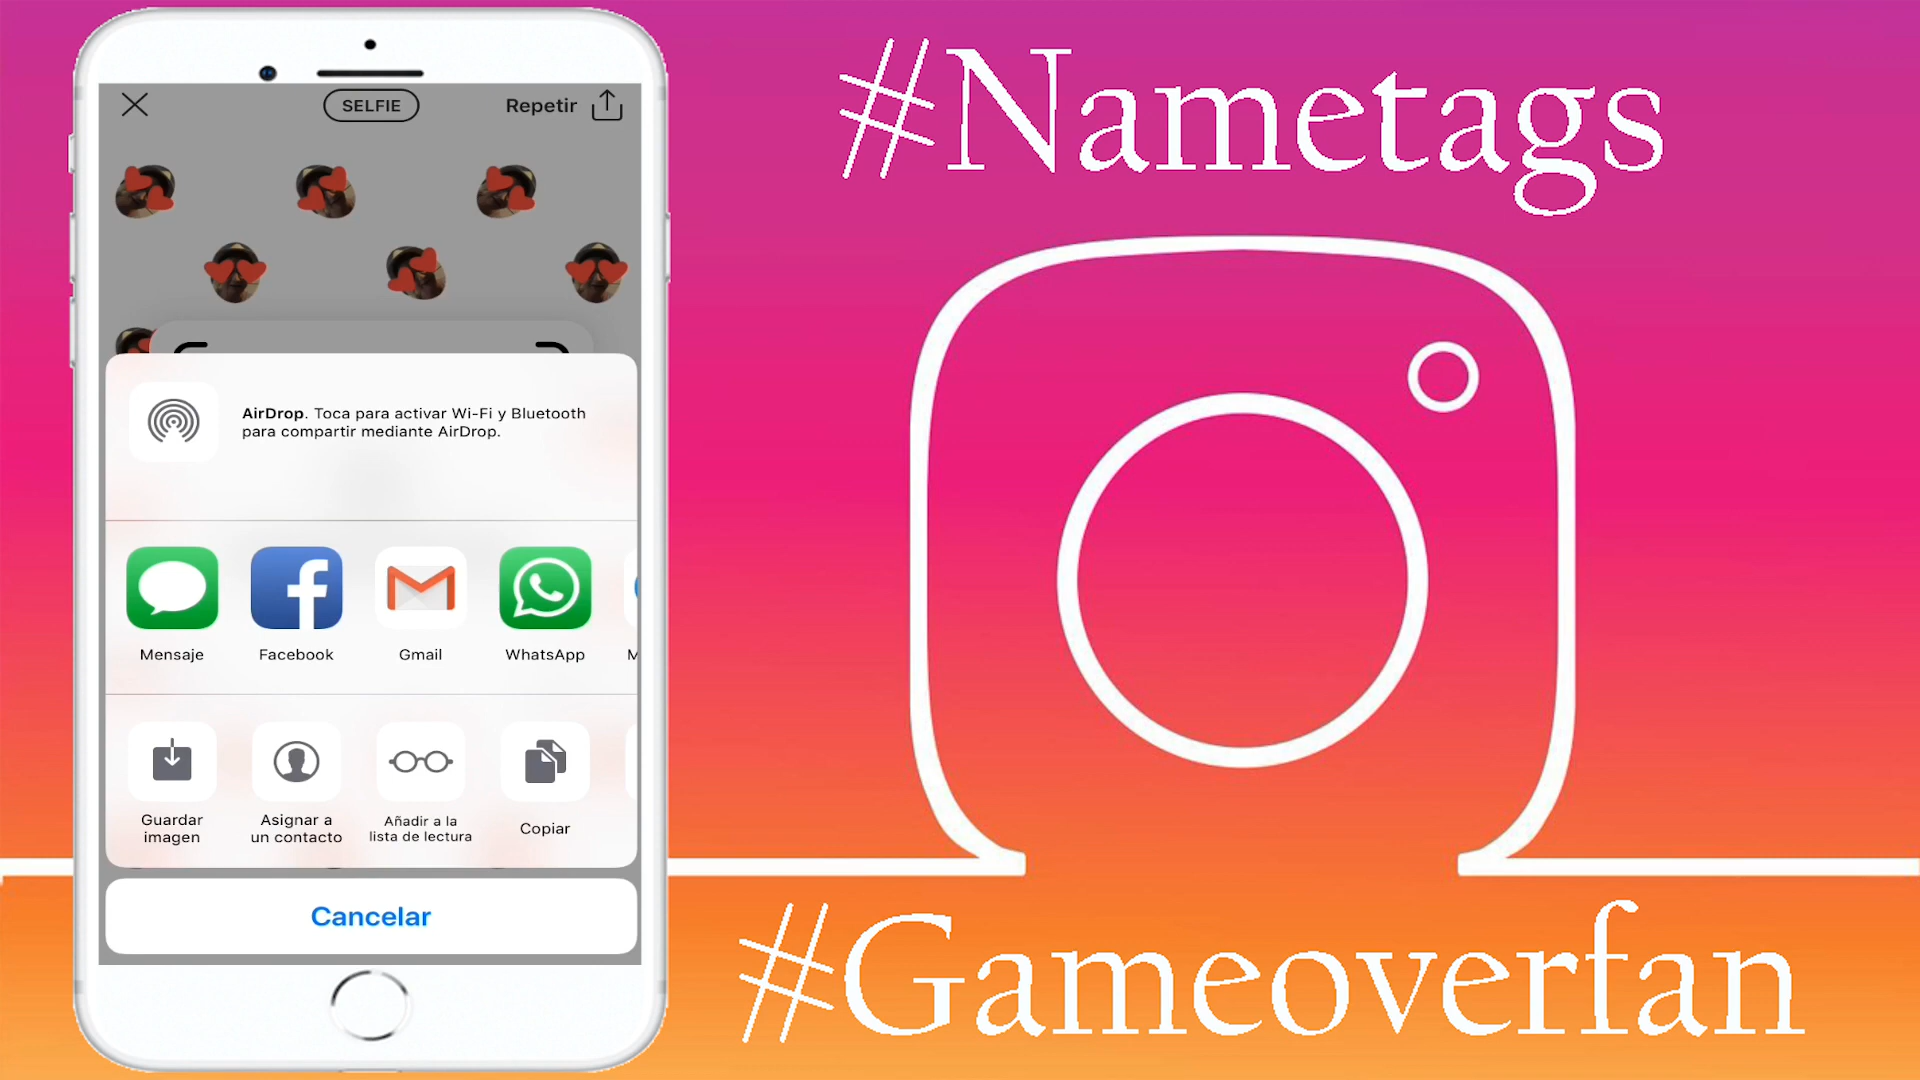 #Nametags
SELFIE
Repetir
AirDrop. Toca para activar Wi-Fi y Bluetooth
para compartir mediante AirDrop.
Mensaje
Facebook
Gmail
WhatsApp
M
Guardar
imagen
Asignar a
un contacto
Añadir a la
lista de lectura
Copiar
Cancelar
#Gameoverfan